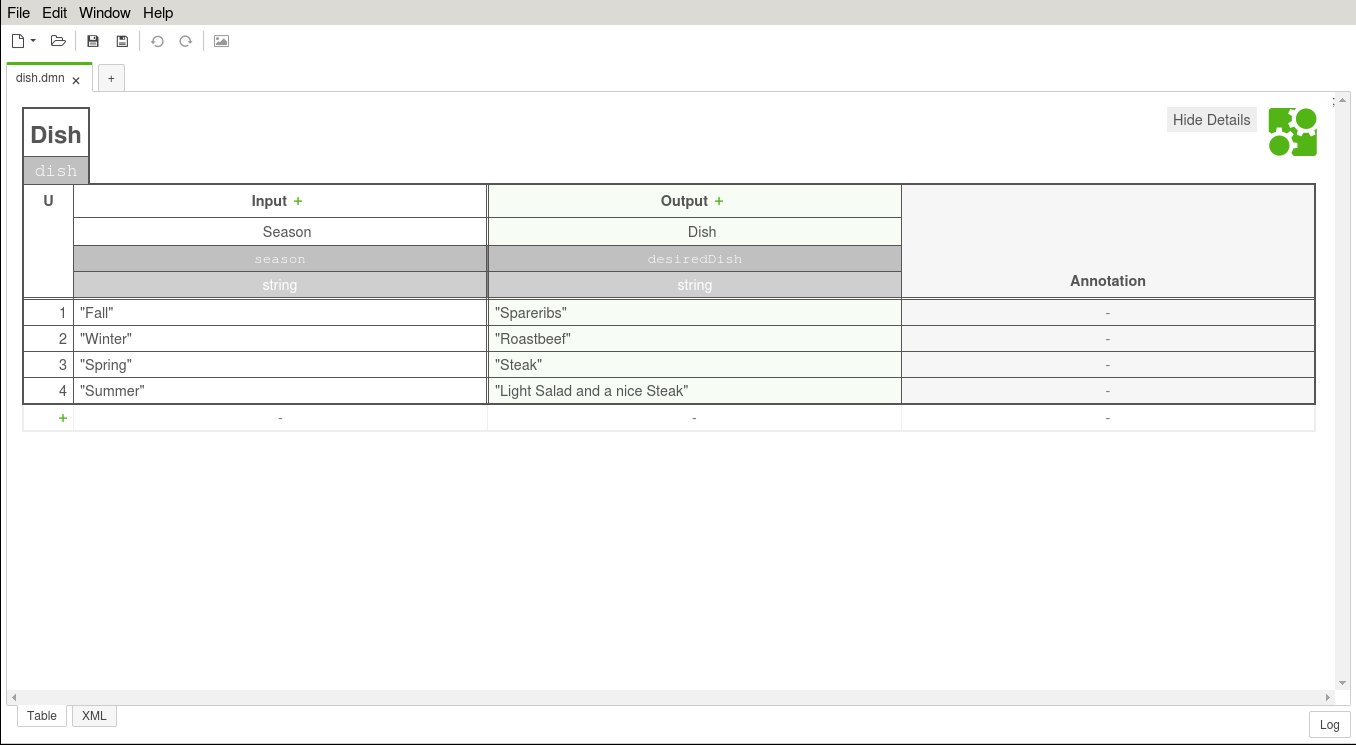 File Edit Window Help
dish.dmn × +
Dish
Hide Details
dish
U Input + Output +
Season Dish
season desiredDish
string string Annotation
1 "Fall" "Spareribs" -
2 "Winter" "Roastbeef" -
3 "Spring" "Steak" -
4 "Summer" "Light Salad and a nice Steak" -
+ - - -
Table XML
Log